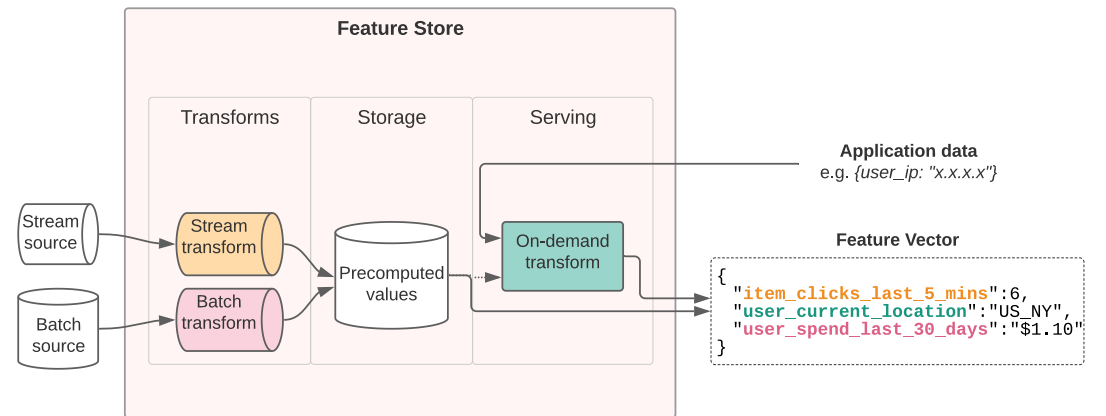 Feature Store
Transforms
Storage
Serving
Application data
e.g. {user_ip: "x.x.x.x"}
Stream
source
Stream
transform
On-demand
transform
Precomputed
values
Batch
transform
Batch
source
Feature Vector
{
"item_clicks_last_5_mins":6,
"user_current_location":"US_NY",
"user_spend_last_30_days":"$1.10"
}